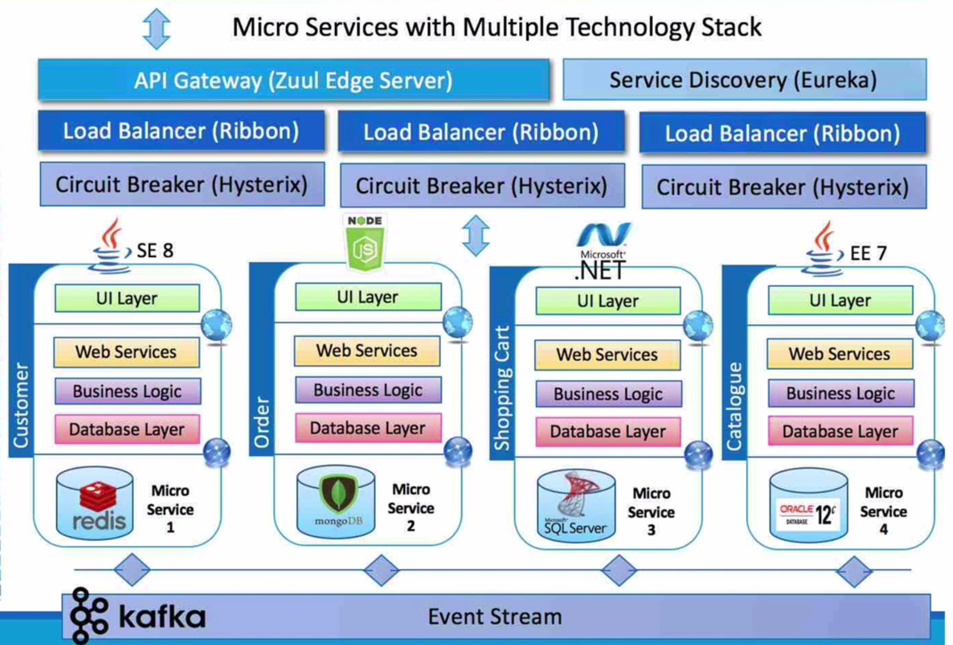 Micro Services with Multiple Technology Stack
API Gateway (Zuul Edge Server)
Service Discovery (Eureka)
Load Balancer (Ribbon)
Load Balancer (Ribbon)
Load Balancer (Ribbon)
Circuit Breaker (Hysterix)
Circuit Breaker (Hysterix)
Circuit Breaker (Hysterix)
SE 8
NODE
JS
Microsoft®
.NET
EE 7
Customer
UI Layer
Web Services
Business Logic
Database Layer
redis
Micro
Service
1
Order
UI Layer
Web Services
Business Logic
Database Layer
mongoDB
Micro
Service
2
Shopping Cart
UI Layer
Web Services
Business Logic
Database Layer
Microsoft®
SQL Server
Micro
Service
3
Catalogue
UI Layer
Web Services
Business Logic
Database Layer
ORACLE
DATABASE
12c
Micro
Service
4
kafka
Event Stream